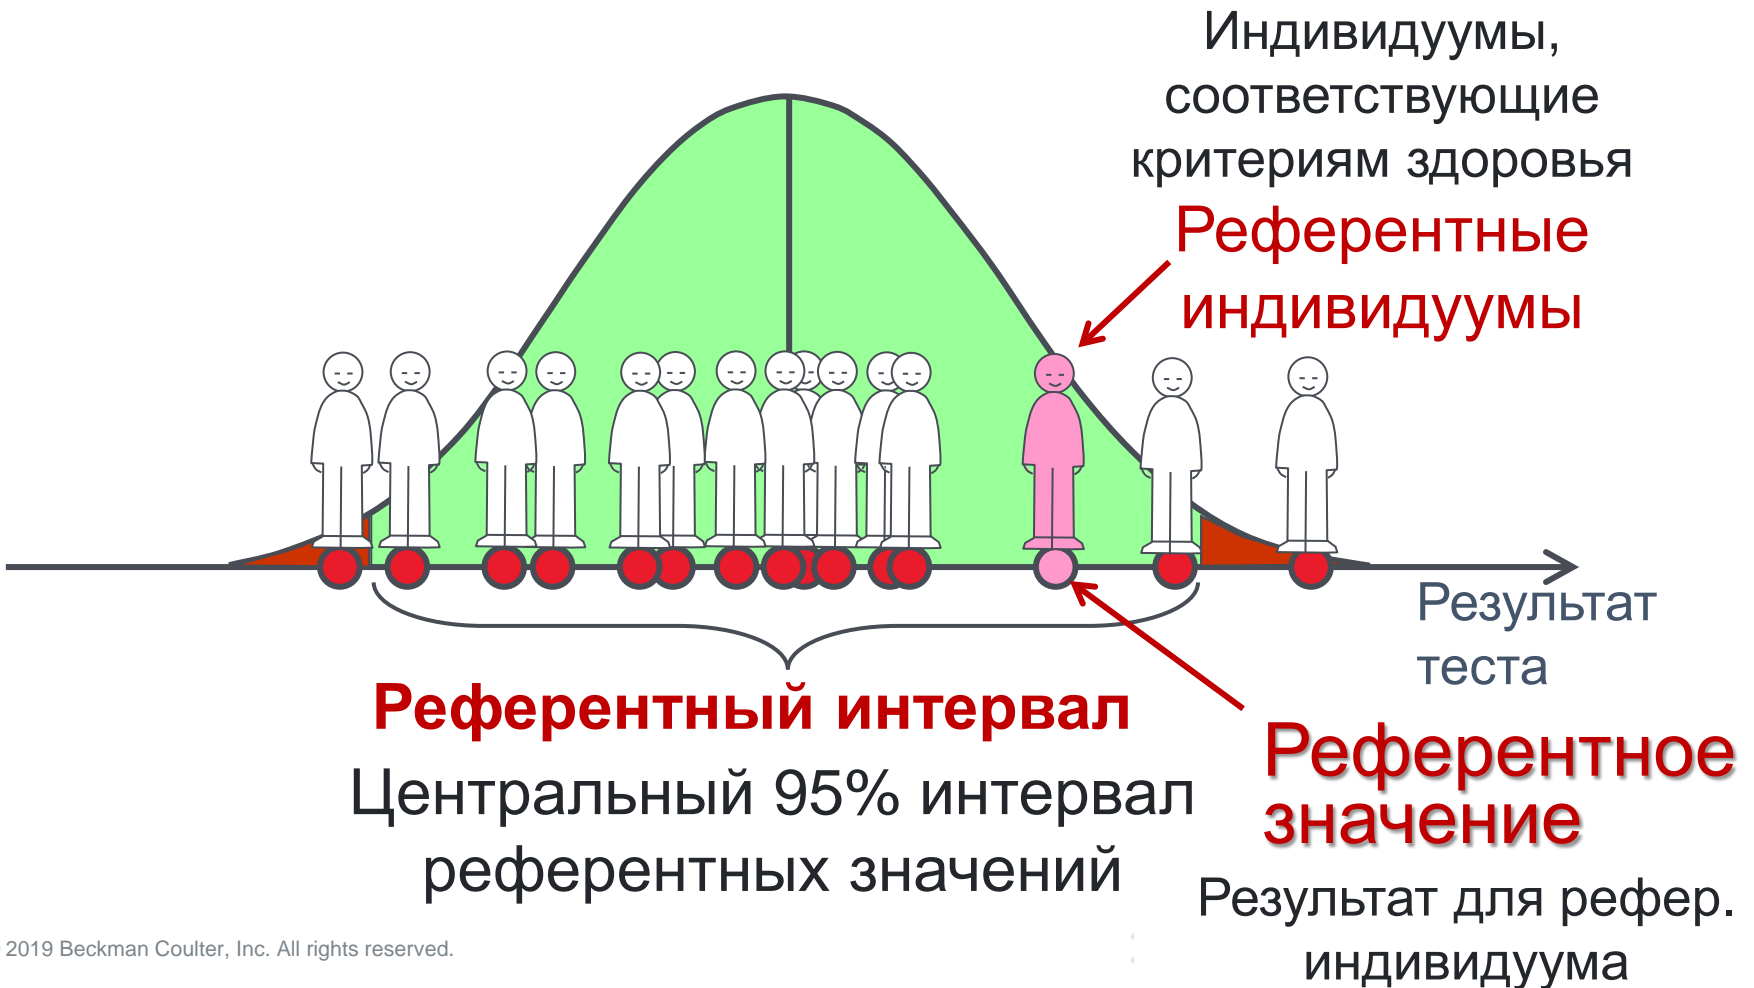 Индивидуумы,
соответствующие
критериям здоровья
Референтные
индивидуумы
Результат
теста
Референтный интервал
Центральный 95% интервал
референтных значений
Референтное
значение
Результат для рефер.
индивидуума
2019 Beckman Coulter, Inc. All rights reserved.